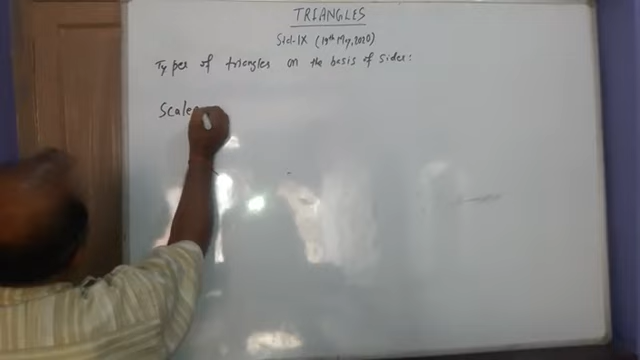 TRIANGLES
Std-IX (19th May, 2020)
Types of triangles on the basis of sides:
Scale